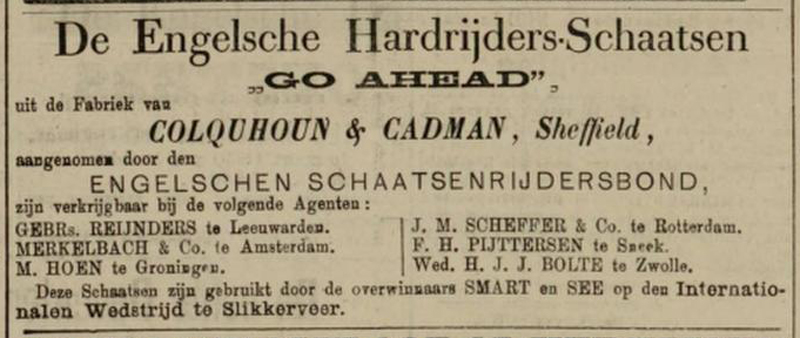 De Engelsche Hardrijders-Schaatsen
„GO AHEAD”,
uit de Fabriek van
COLQUHOUN & CADMAN, Sheffield,
aangenomen door den
ENGELSCHEN SCHAATSENRIJDERSBOND,
zijn verkrijgbaar bij de volgende Agenten:
GEBRs. REIJNDERS te Leeuwarden.
MERKELBACH & Co. te Amsterdam.
M. HOEN te Groningen.
J. M. SCHEFFER & Co. te Rotterdam.
F. H. PIJTTERSEN te Sneek.
Wed. H. J. J. BOLTE te Zwolle.
Deze Schaatsen zijn gebruikt door de overwinnaars SMART en SEE op den Internatio-
nalen Wedstrijd te Slikkerveer.